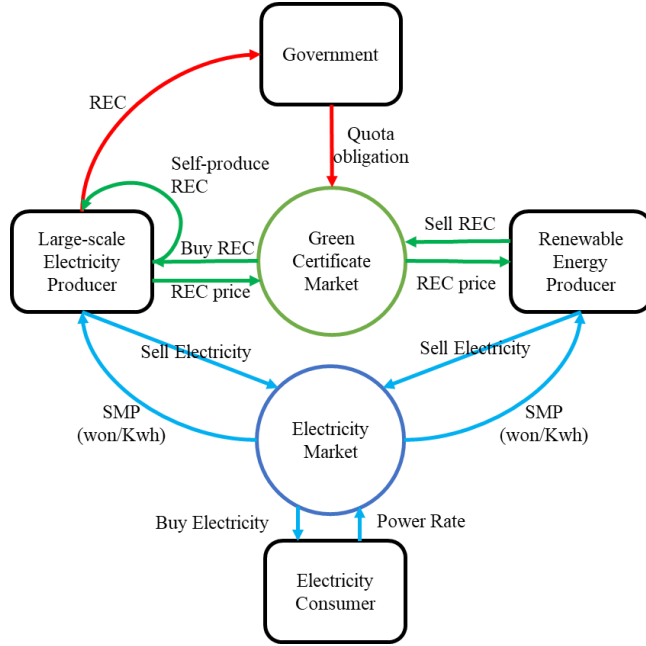 Government
REC
Quota
obligation
Self-produce
REC
Large-scale
Electricity
Producer
Buy REC
REC price
Green
Certificate
Market
Sell REC
REC price
Renewable
Energy
Producer
Sell Electricity
Sell Electricity
SMP
(won/Kwh)
Electricity
Market
SMP
(won/Kwh)
Buy Electricity
Power Rate
Electricity
Consumer